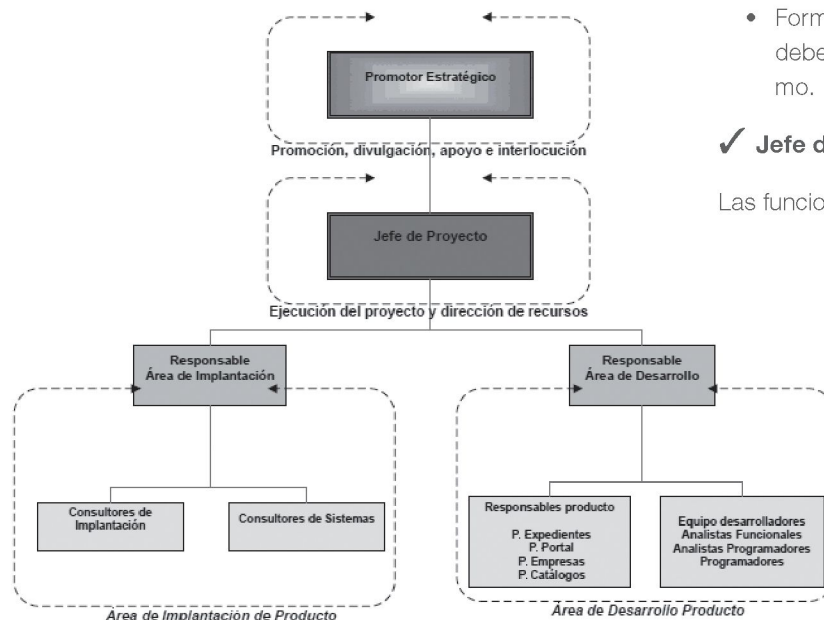 Promotor Estratégico
Promoción, divulgación, apoyo e interlocución
Jefe de Proyecto
Ejecución del proyecto y dirección de recursos
Responsable
Área de Implantación
Responsable
Área de Desarrollo
Consultores de
Implantación
Consultores de Sistemas
Responsables producto
P. Expedientes
P. Portal
P. Empresas
P. Catálogos
Equipo desarrolladores
Analistas Funcionales
Analistas Programadores
Programadores
Área de Implantación de Producto
Área de Desarrollo Producto
• Form
debe
mo.
✓ Jefe d
Las funcio